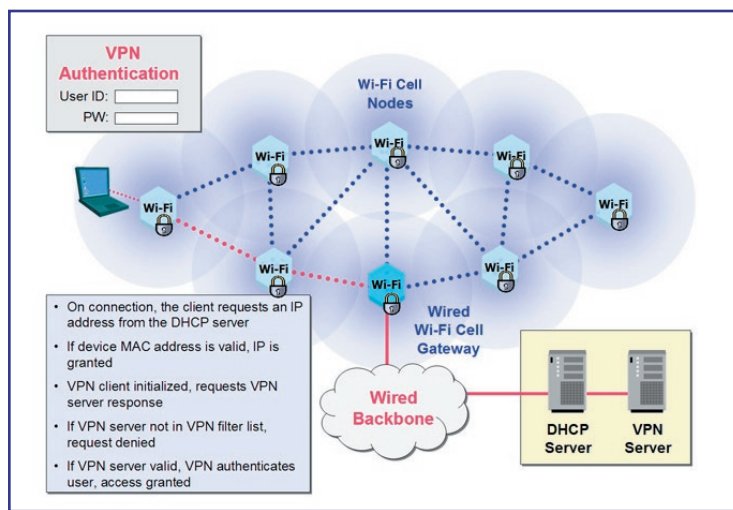 VPN
Authentication
User ID:
PW:
Wi-Fi Cell
Nodes
Wi-Fi
Wi-Fi
Wi-Fi
Wi-Fi
Wi-Fi
Wi-Fi
Wi-Fi
Wi-Fi
• On connection, the client requests an IP
address from the DHCP server
• If device MAC address is valid, IP is
granted
• VPN client initialized, requests VPN
server response
• If VPN server not in VPN filter list,
request denied
• If VPN server valid, VPN authenticates
user, access granted
Wired
Wi-Fi Cell
Gateway
Wired
Backbone
DHCP
Server
VPN
Server